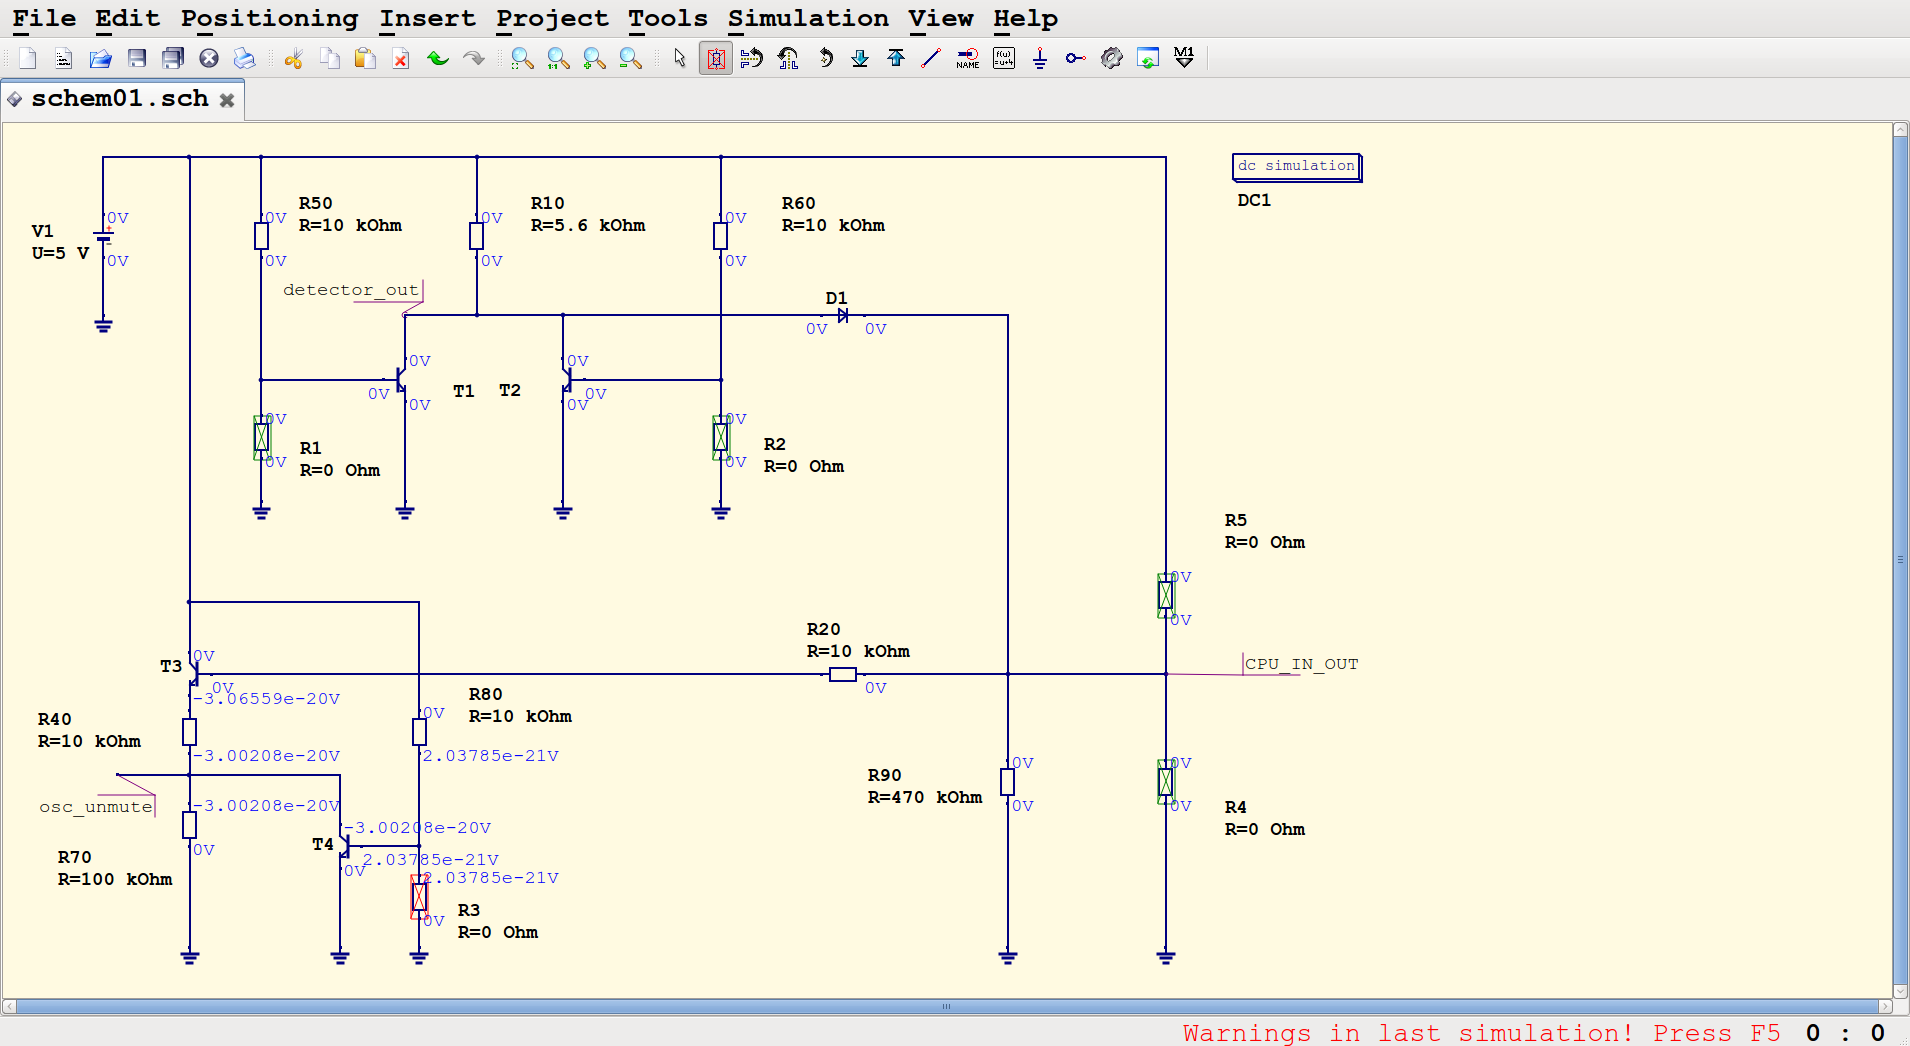 File Edit Positioning Insert Project Tools Simulation View Help
NAME
f(u)
=u+4
M1
schem01.sch
dc simulation
DC1
V1
U=5 V
0V
0V
R50
R=10 kOhm
0V
0V
R10
R=5.6 kOhm
0V
0V
R60
R=10 kOhm
0V
0V
detector_out
D1
0V
0V
0V
0V
0V
T1
T2
0V
0V
0V
0V
0V
R1
R=0 Ohm
0V
0V
R2
R=0 Ohm
R5
R=0 Ohm
0V
0V
R20
R=10 kOhm
0V
CPU_IN_OUT
T3
0V
0V
-3.06559e-20V
R40
R=10 kOhm
-3.00208e-20V
R80
R=10 kOhm
0V
2.03785e-21V
osc_unmute
-3.00208e-20V
0V
R70
R=100 kOhm
T4
-3.00208e-20V
2.03785e-21V
0V
2.03785e-21V
0V
R3
R=0 Ohm
R90
R=470 kOhm
0V
0V
0V
0V
R4
R=0 Ohm
Warnings in last simulation! Press F5 0 : 0